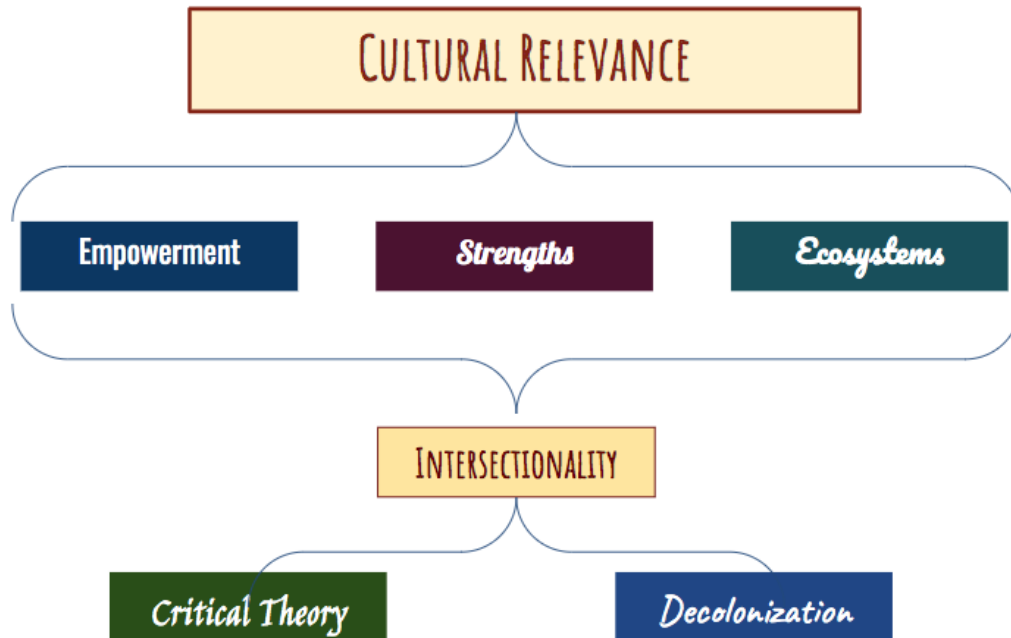 Cultural Relevance
Empowerment
Strengths
Ecosystems
Intersectionality
Critical Theory
Decolonization